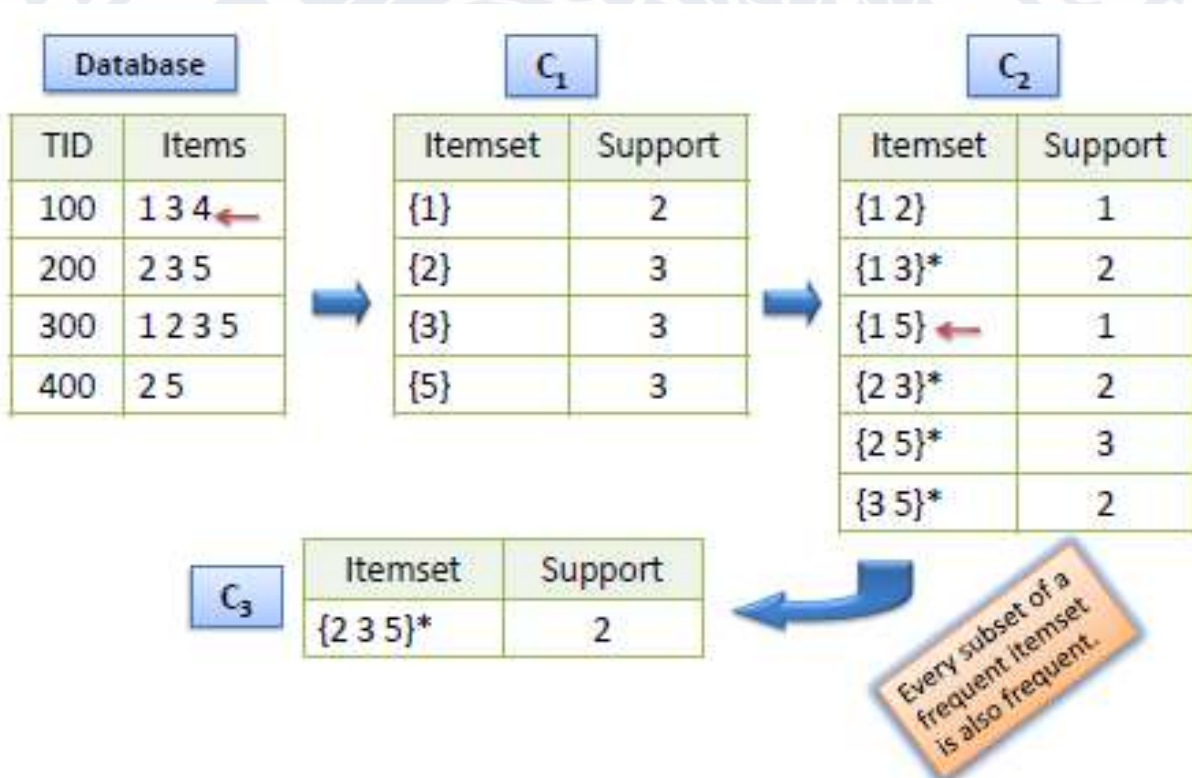 Database
TID Items
100 1 3 4
200 2 3 5
300 1 2 3 5
400 2 5
C1
Itemset Support
{1} 2
{2} 3
{3} 3
{5} 3
C2
Itemset Support
{1 2} 1
{1 3}* 2
{1 5} 1
{2 3}* 2
{2 5}* 3
{3 5}* 2
C3
Itemset Support
{2 3 5}* 2
Every subset of a
frequent itemset
is also frequent.